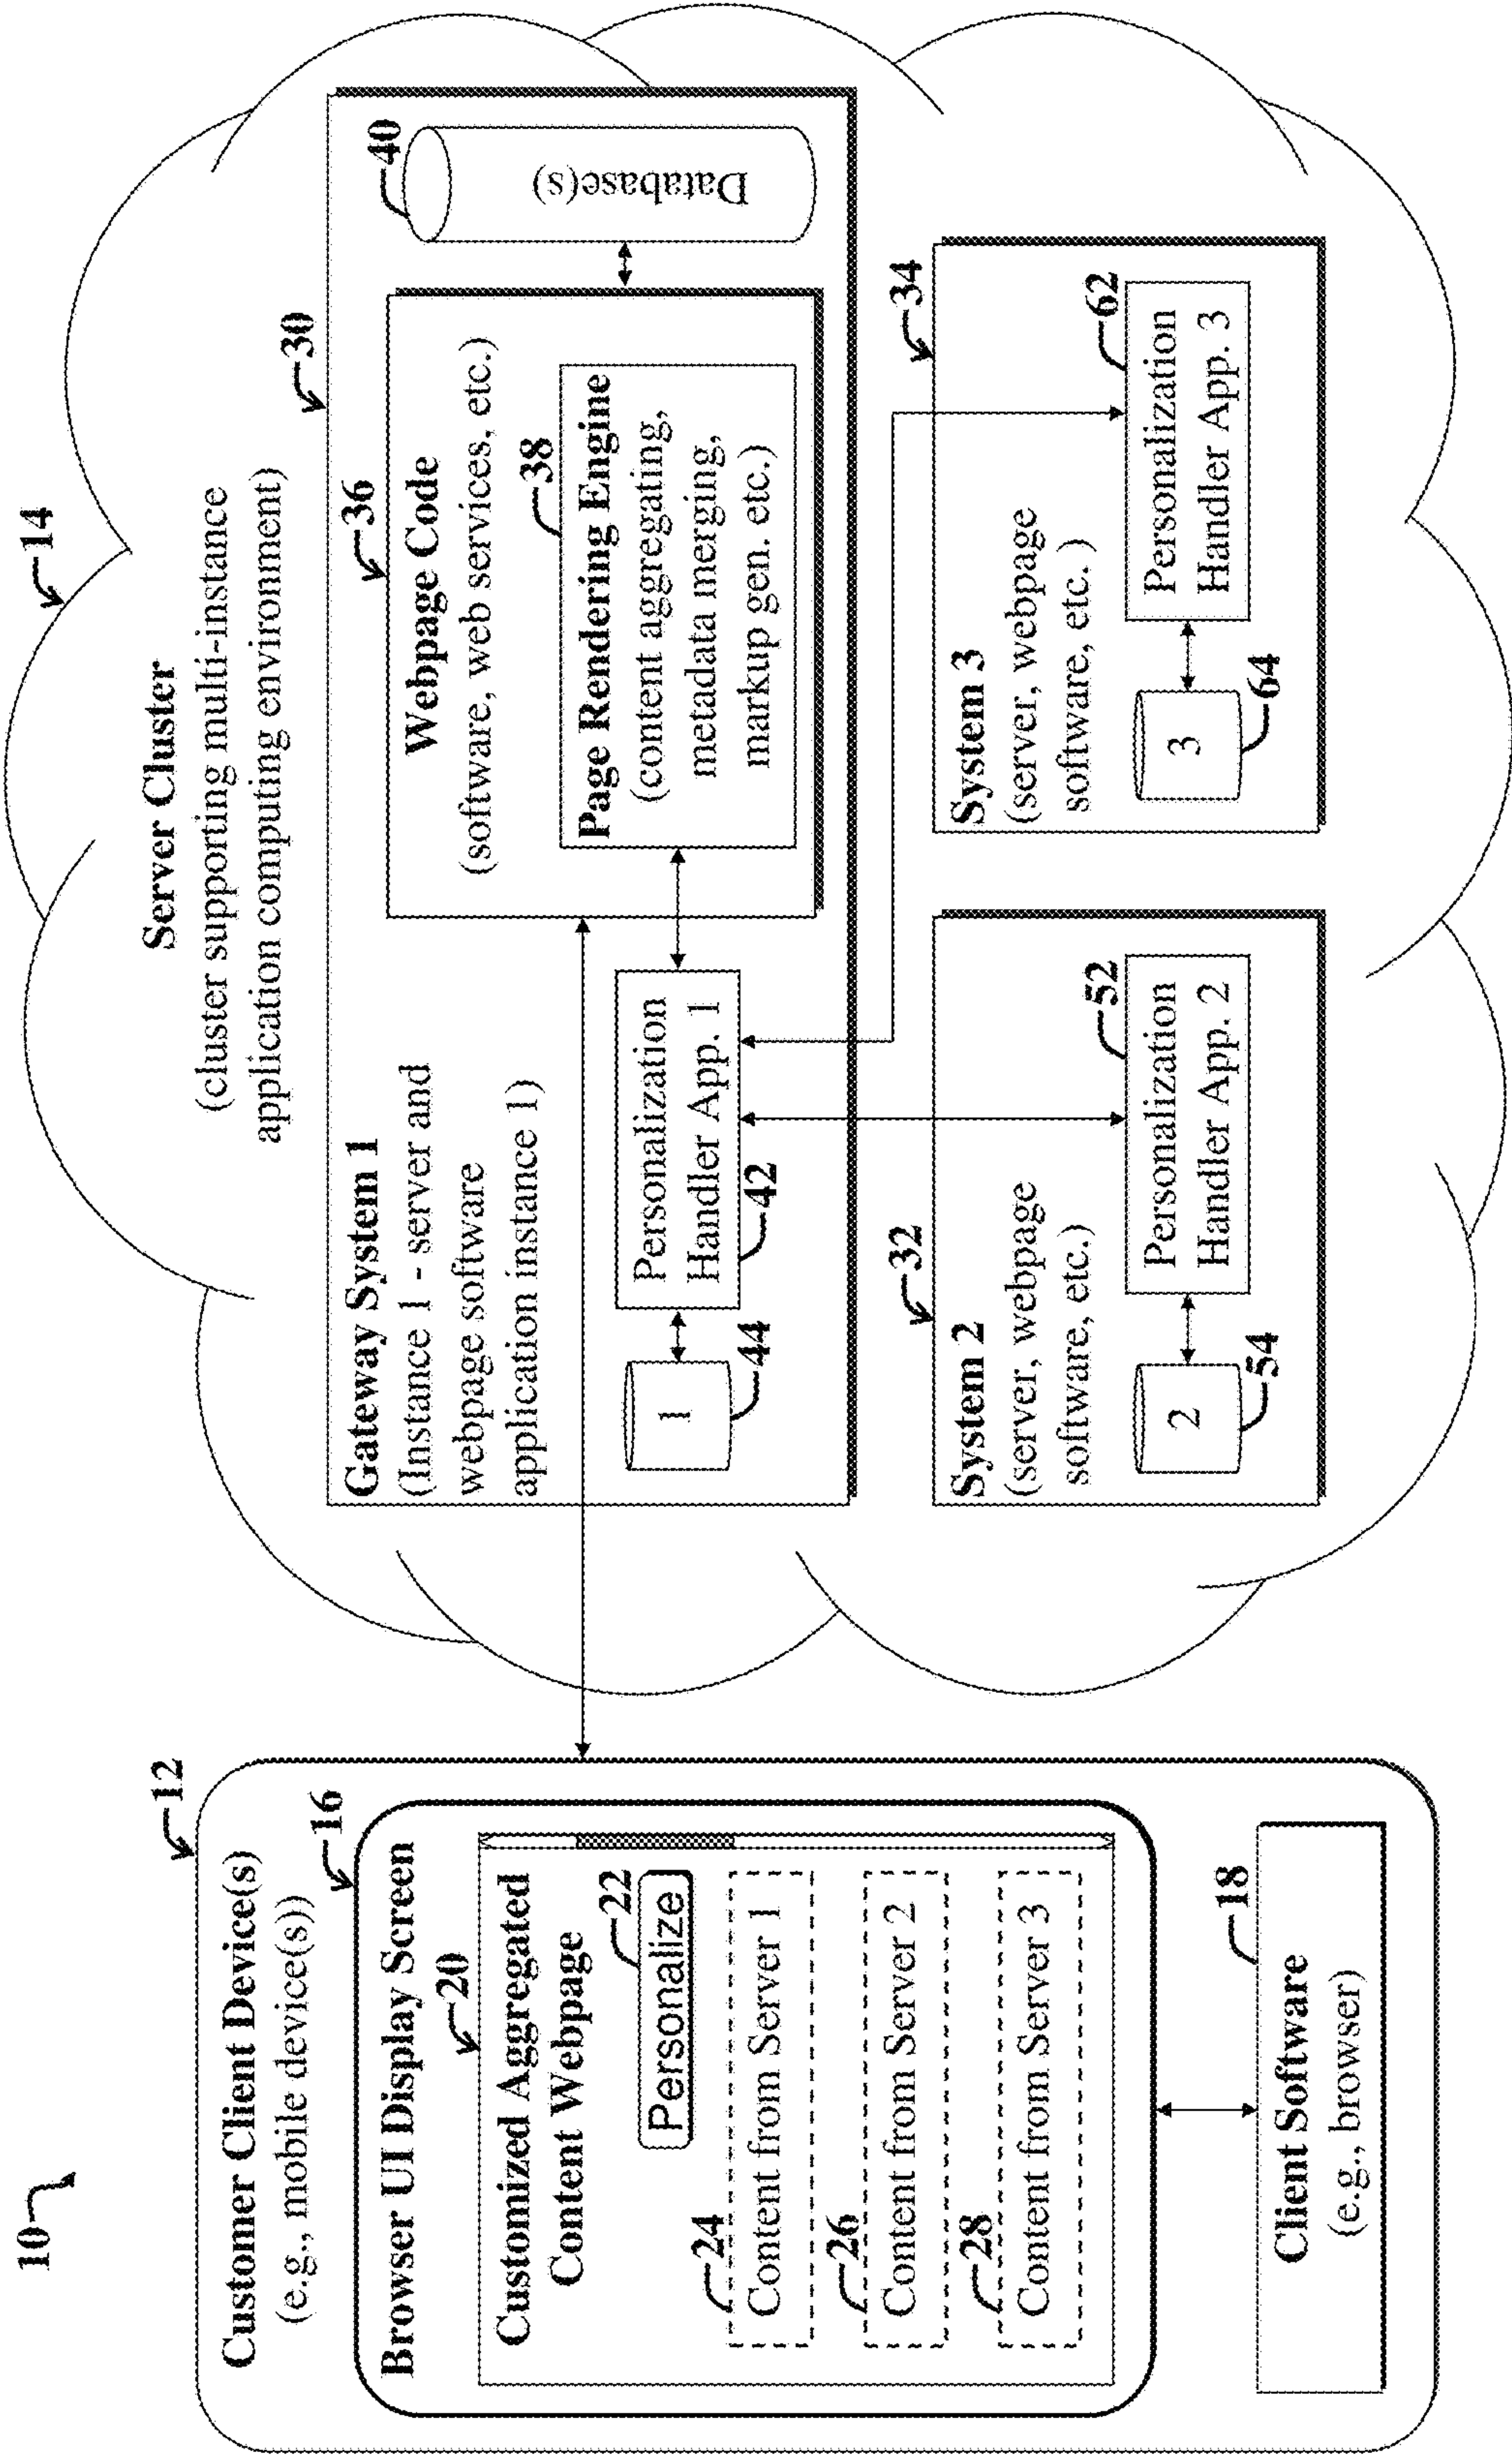 10
12
Customer Client Device(s)
(e.g., mobile device(s))
16
Browser UI Display Screen
20
Customized Aggregated
Content Webpage
22
Personalize
24
Content from Server 1
26
Content from Server 2
28
Content from Server 3
18
Client Software
(e.g., browser)
14
Server Cluster
(cluster supporting multi-instance
application computing environment)
30
Gateway System 1
(Instance 1 - server and
webpage software
application instance 1)
36
Webpage Code
(software, web services, etc.)
38
Page Rendering Engine
(content aggregating,
metadata merging,
markup gen. etc.)
40
Database(s)
Personalization
Handler App. 1
42
1
44
32
System 2
(server, webpage
software, etc.)
52
Personalization
Handler App. 2
2
54
34
System 3
(server, webpage
software, etc.)
62
Personalization
Handler App. 3
3
64